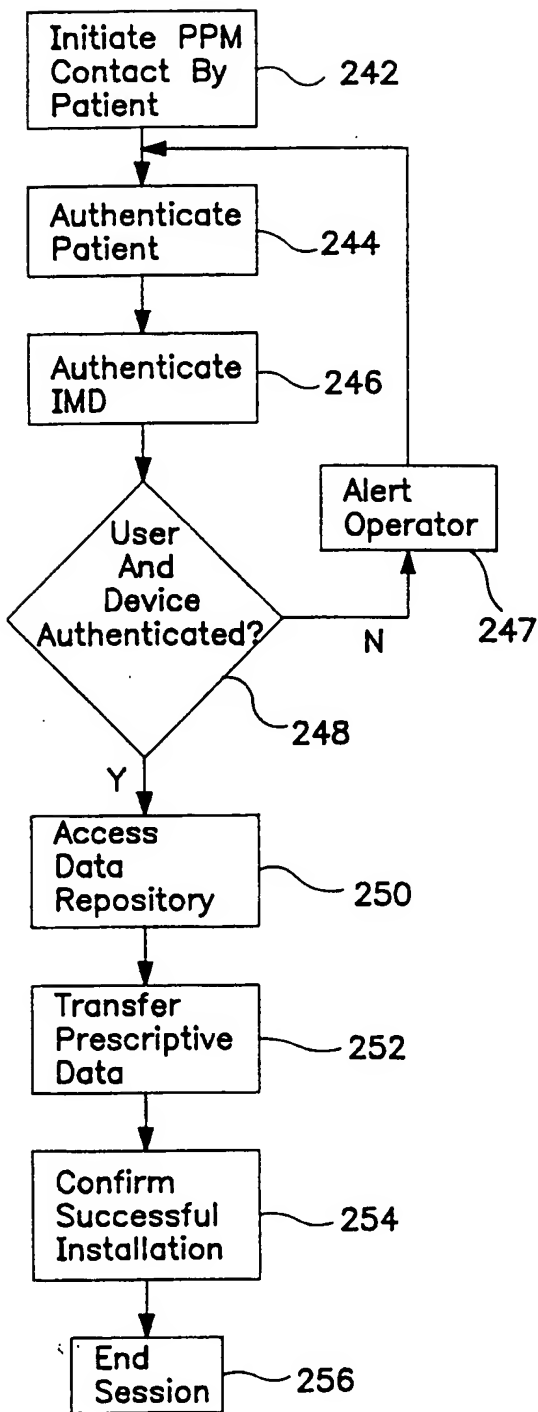 Initiate PPM
Contact By
Patient
242
Authenticate
Patient
244
Authenticate
IMD
246
Alert
Operator
247
User
And
Device
Authenticated?
N
248
Y
Access
Data
Repository
250
Transfer
Prescriptive
Data
252
Confirm
Successful
Installation
254
End
Session
256